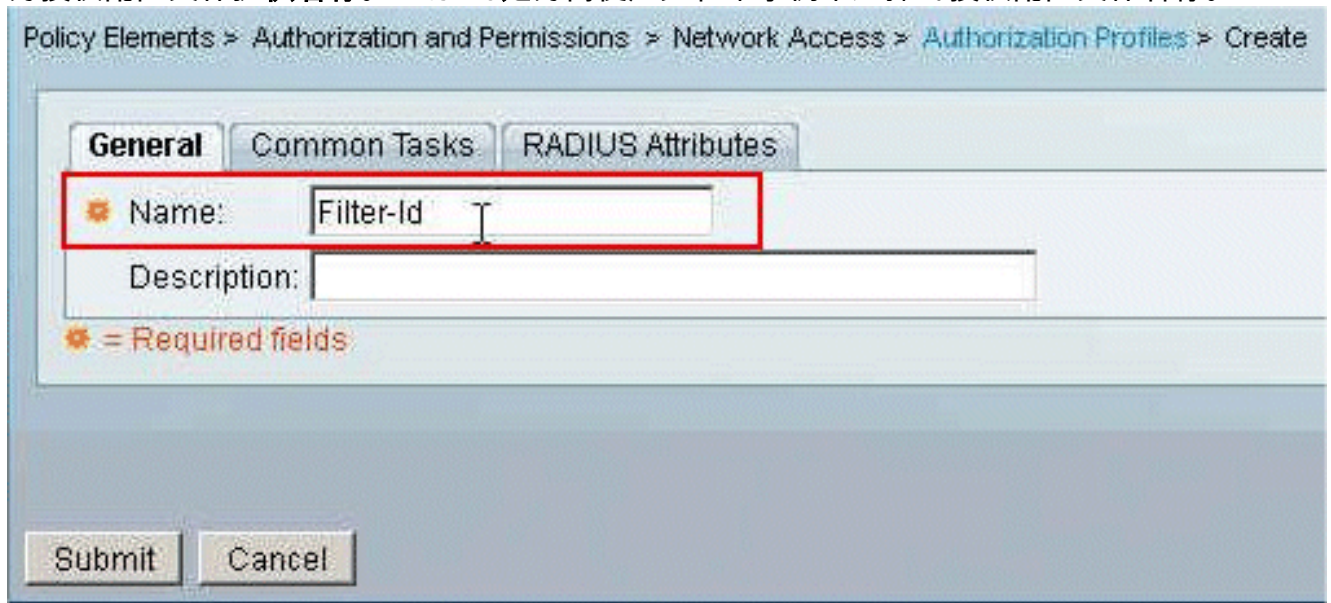 Policy Elements > Authorization and Permissions > Network Access > Authorization Profiles > Create
General Common Tasks RADIUS Attributes
Name: Filter-Id
Description:
= Required fields
Submit Cancel